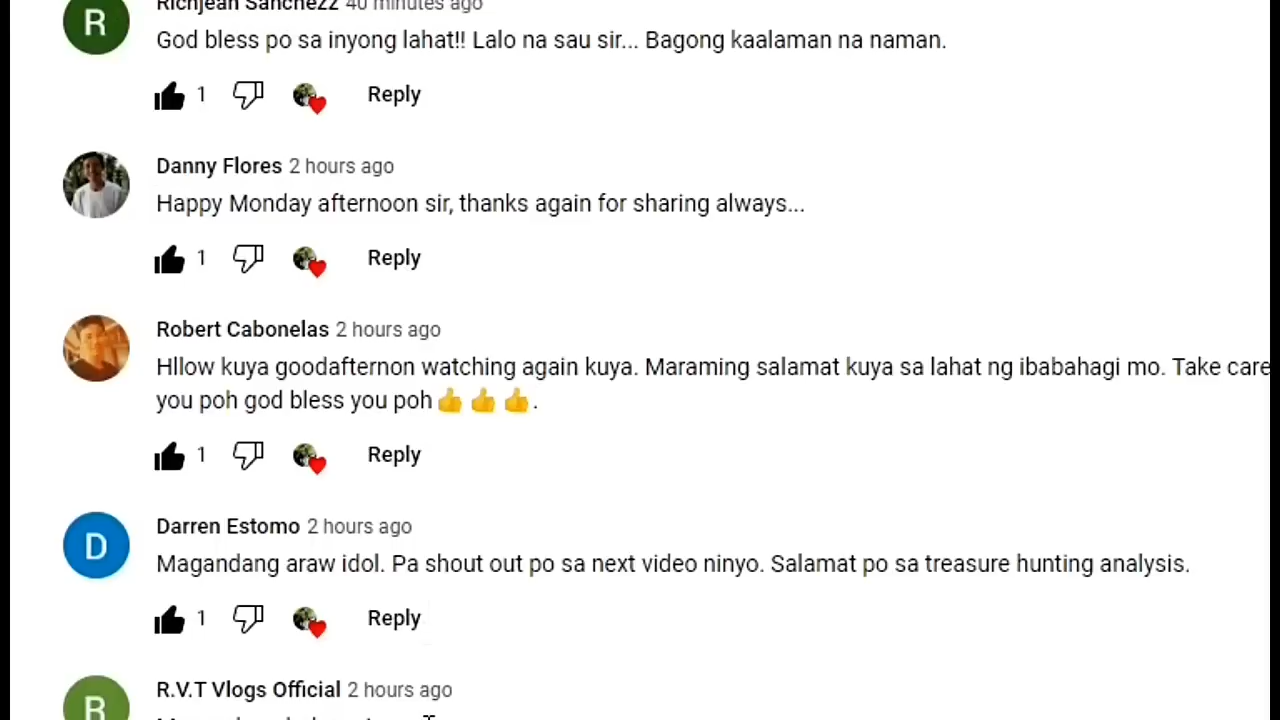 R
Richjean Sanchezz 40 minutes ago
God bless po sa inyong lahat!! Lalo na sau sir... Bagong kaalaman na naman.
1 Reply
Danny Flores 2 hours ago
Happy Monday afternoon sir, thanks again for sharing always...
1 Reply
Robert Cabonelas 2 hours ago
Hllow kuya goodafternon watching again kuya. Maraming salamat kuya sa lahat ng ibabahagi mo. Take care
you poh god bless you poh👍👍👍.
1 Reply
D
Darren Estomo 2 hours ago
Magandang araw idol. Pa shout out po sa next video ninyo. Salamat po sa treasure hunting analysis.
1 Reply
R
R.V.T Vlogs Official 2 hours ago